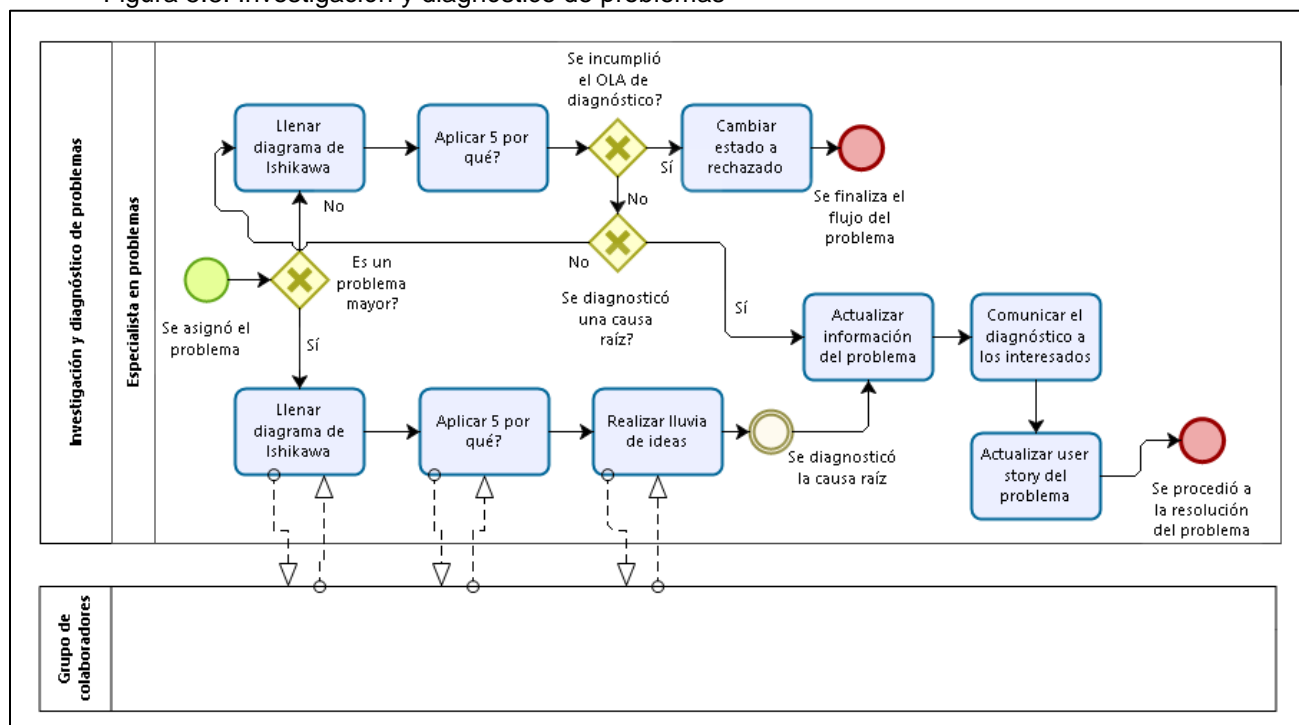 Figura 5.8. Investigación y diagnóstico de problemas
Investigación y diagnóstico de problemas
Especialista en problemas
Se asignó el
problema
Es un
problema
mayor?
No
Llenar
diagrama de
Ishikawa
Aplicar 5 por
qué?
Se incumplió
el OLA de
diagnóstico?
Sí
Cambiar
estado a
rechazado
Se finaliza el
flujo del
problema
No
No
Se diagnosticó
una causa
raíz?
Sí
Sí
Llenar
diagrama de
Ishikawa
Aplicar 5 por
qué?
Realizar lluvia
de ideas
Se diagnosticó
la causa raíz
Actualizar
información
del problema
Comunicar el
diagnóstico a
los interesados
Actualizar user
story del
problema
Se procedió a
la resolución
del problema
Grupo de
colaboradores